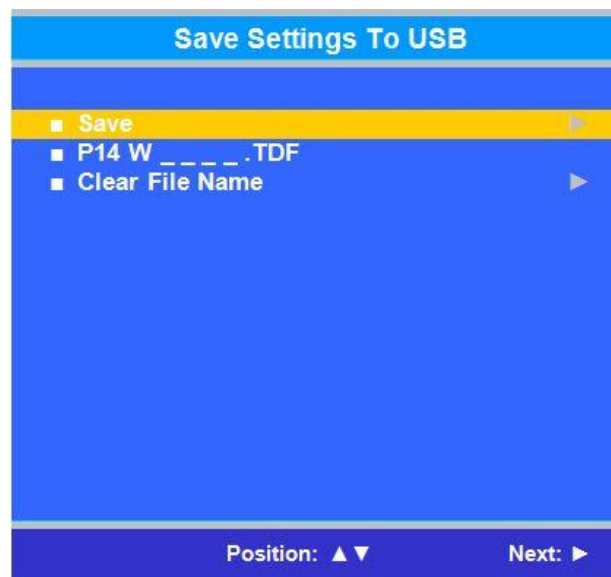 Save Settings To USB
■ Save ►
■ P14 W _ _ _ _ . TDF
■ Clear File Name ►
Position: ▲▼ Next: ►